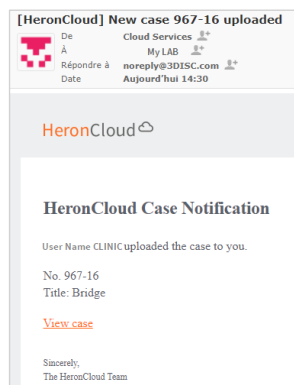 [HeronCloud] New case 967-16 uploaded
De Cloud Services
À My LAB
Répondre à noreply@3DISC.com
Date Aujourd'hui 14:30
HeronCloud
HeronCloud Case Notification
User Name CLINIC uploaded the case to you.
No. 967-16
Title: Bridge
View case
Sincerely,
The HeronCloud Team